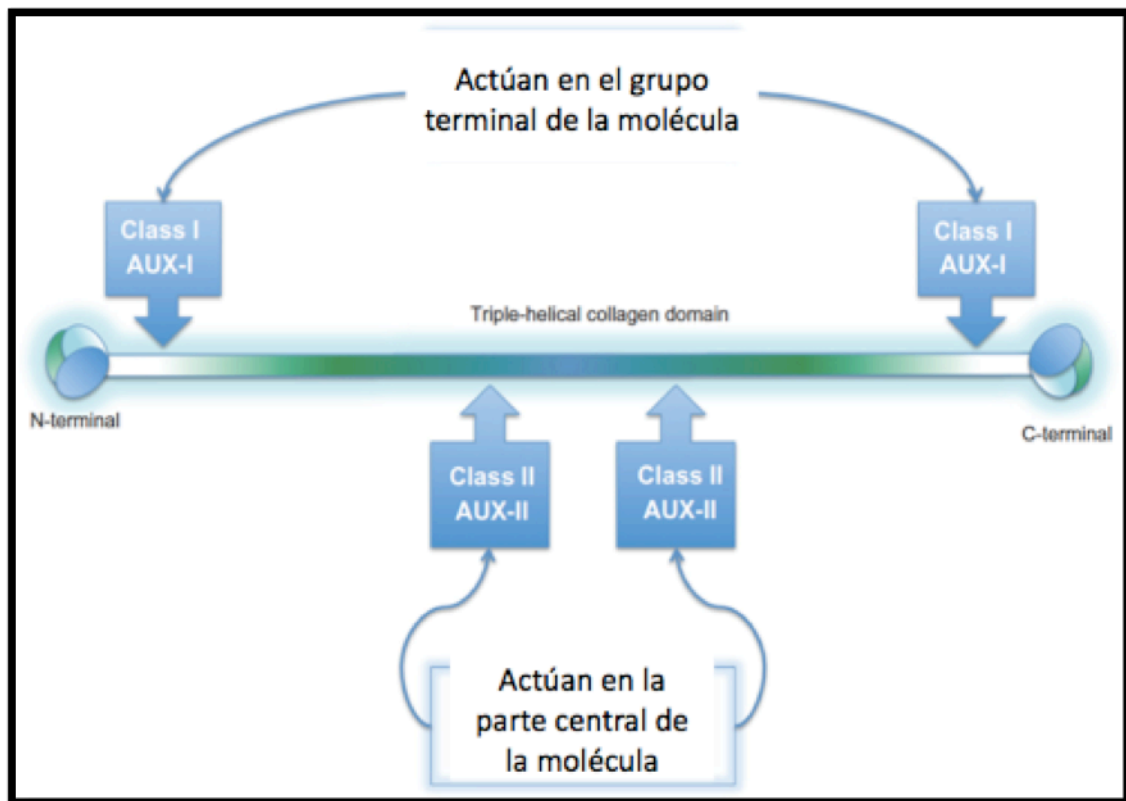 Actúan en el grupo
terminal de la molécula
Class I
AUX-I
Class I
AUX-I
Triple-helical collagen domain
N-terminal
C-terminal
Class II
AUX-II
Class II
AUX-II
Actúan en la
parte central de
la molécula